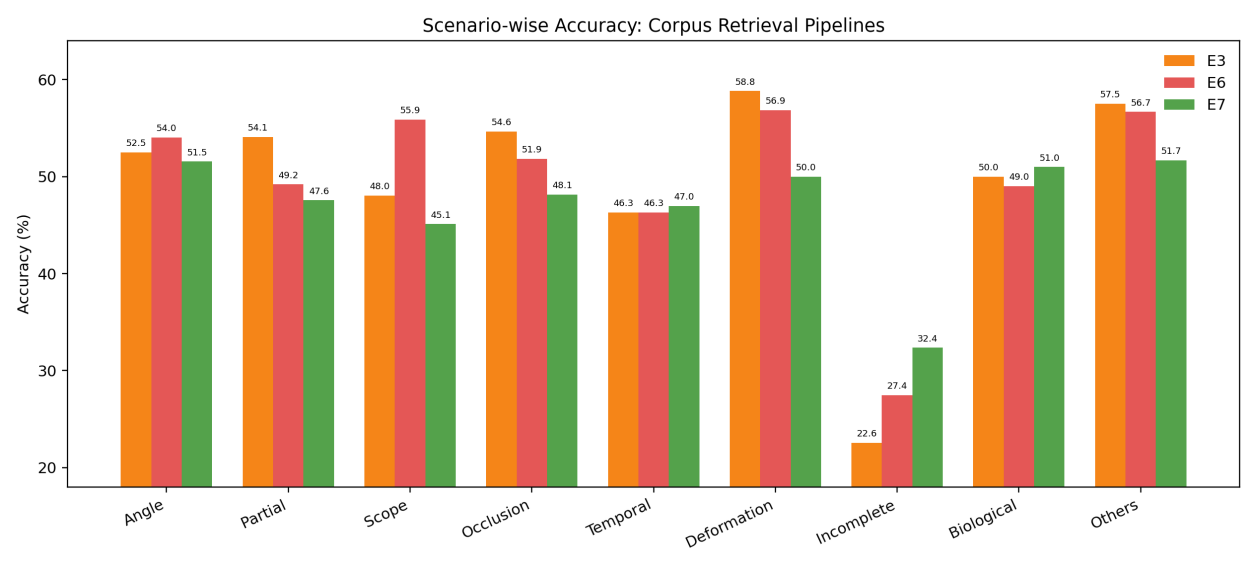 Scenario-wise Accuracy: Corpus Retrieval Pipelines
E3
E6
E7
Accuracy (%)
60
50
40
30
20
52.5 54.0 51.5
54.1 49.2 47.6
48.0 55.9 45.1
54.6 51.9 48.1
46.3 46.3 47.0
58.8 56.9 50.0
22.6 27.4 32.4
50.0 49.0 51.0
57.5 56.7 51.7
Angle Partial Scope Occlusion Temporal Deformation Incomplete Biological Others